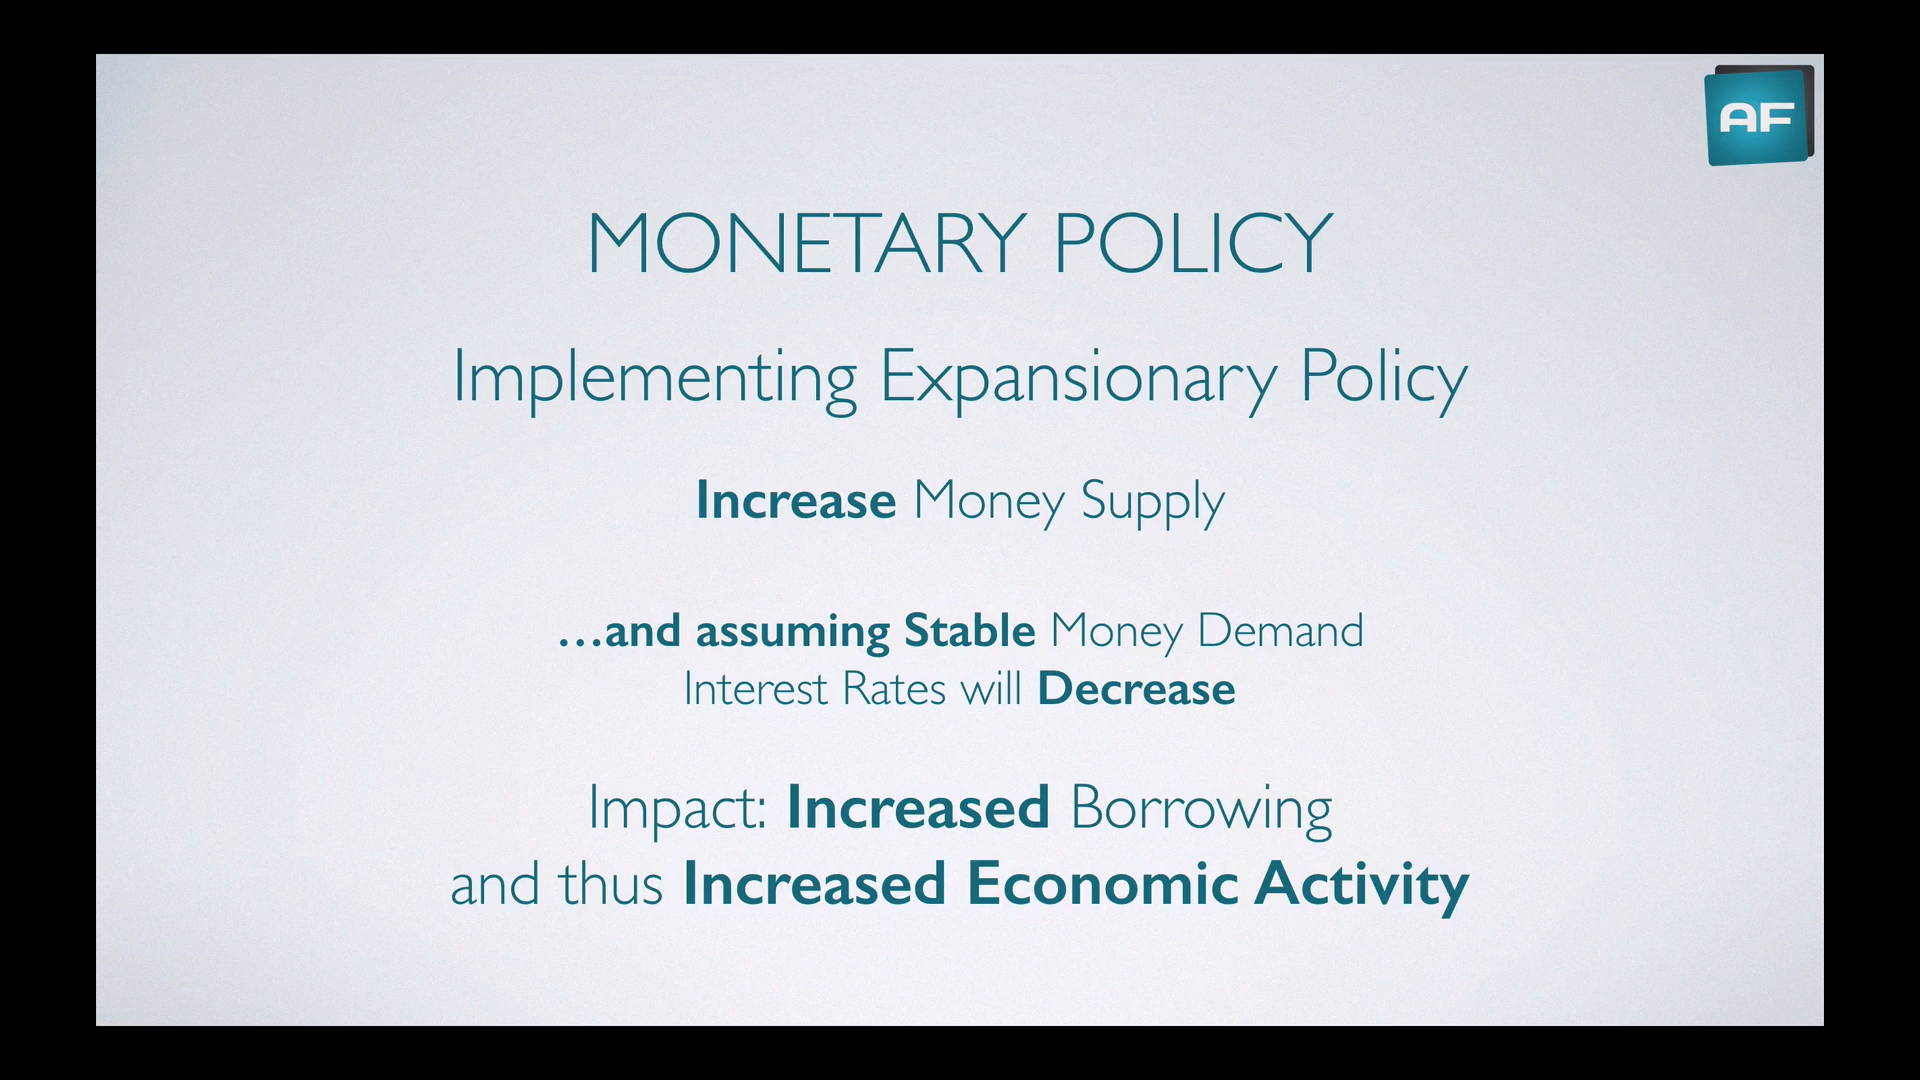 AF
MONETARY POLICY
Implementing Expansionary Policy
Increase Money Supply
…and assuming Stable Money Demand
Interest Rates will Decrease
Impact: Increased Borrowing
and thus Increased Economic Activity